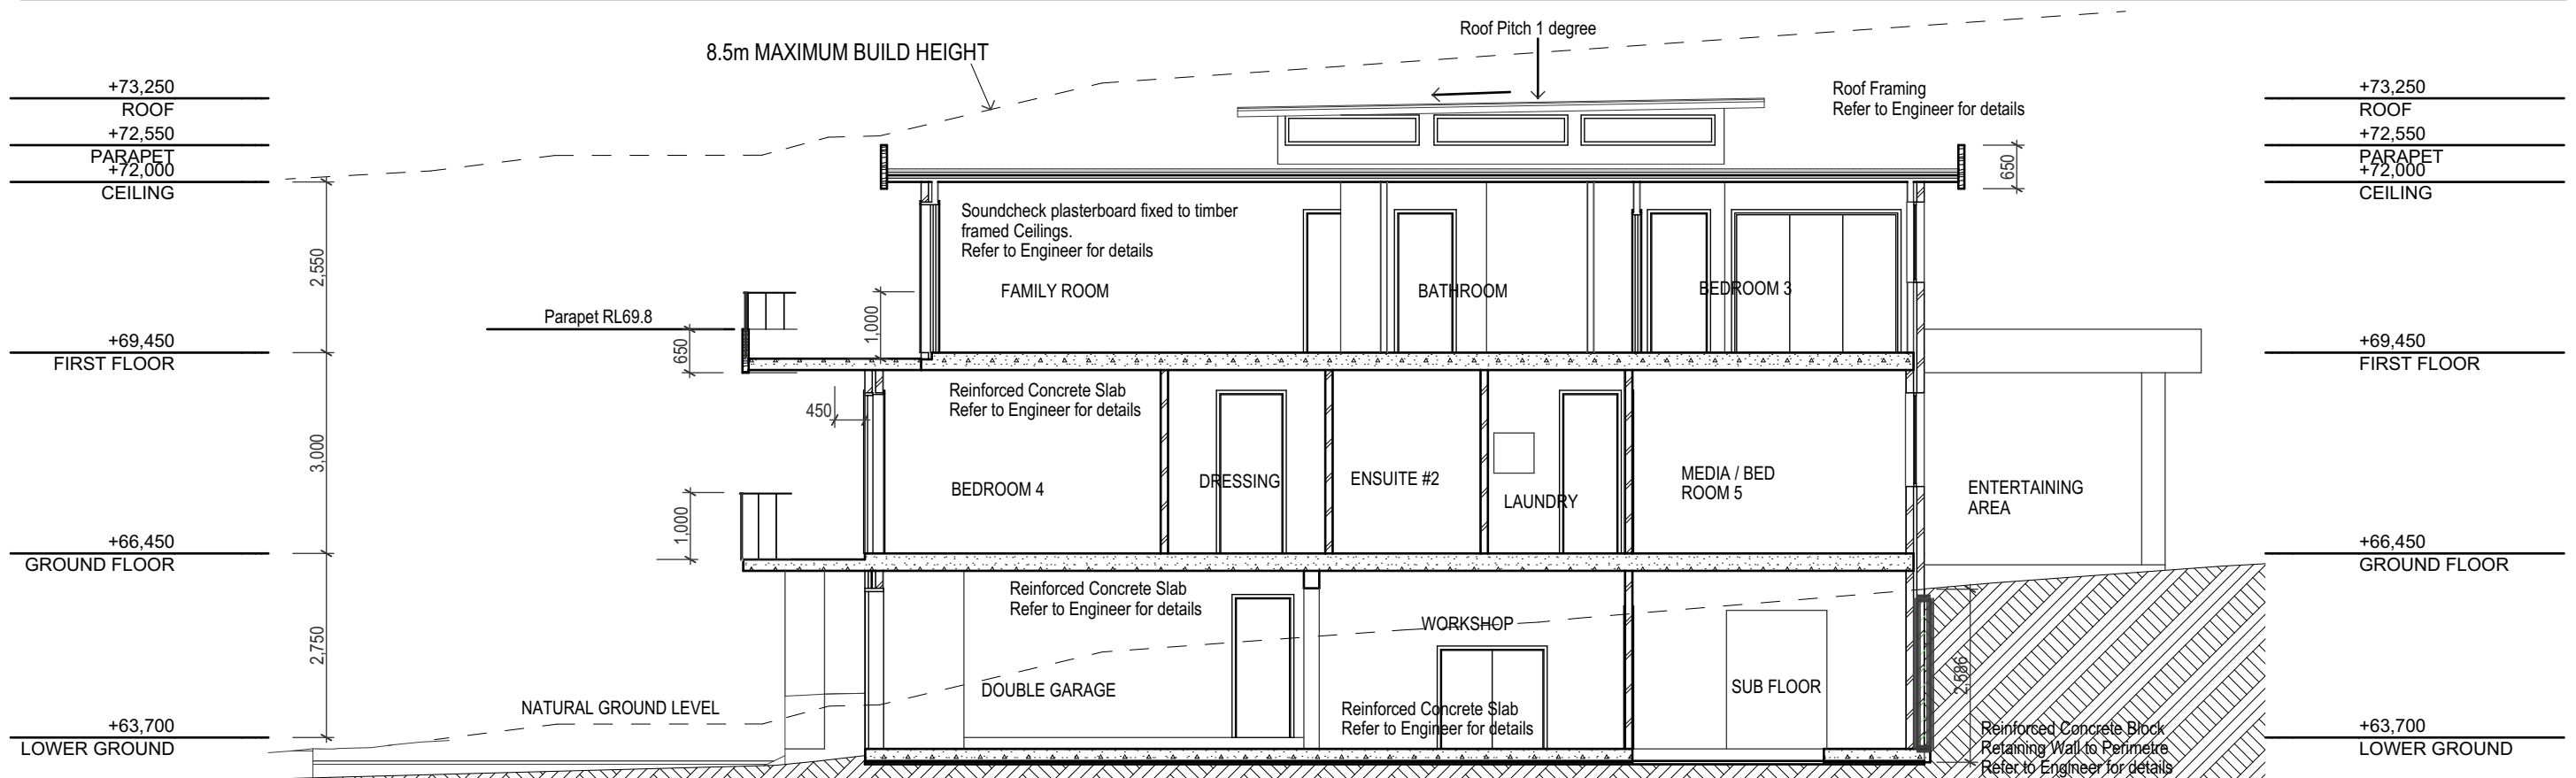 Roof Pitch 1 degree
8.5m MAXIMUM BUILD HEIGHT
+73,250
ROOF
+72,550
PARAPET
+72,000
CEILING
Roof Framing
Refer to Engineer for details
+73,250
ROOF
+72,550
PARAPET
+72,000
CEILING
650
Soundcheck plasterboard fixed to timber
framed Ceilings.
Refer to Engineer for details
2,550
FAMILY ROOM
BATHROOM
BEDROOM 3
1,000
Parapet RL69.8
650
+69,450
FIRST FLOOR
+69,450
FIRST FLOOR
Reinforced Concrete Slab
Refer to Engineer for details
450
3,000
BEDROOM 4
DRESSING
ENSUITE #2
LAUNDRY
MEDIA / BED
ROOM 5
ENTERTAINING
AREA
1,000
+66,450
GROUND FLOOR
+66,450
GROUND FLOOR
Reinforced Concrete Slab
Refer to Engineer for details
WORKSHOP
2,750
DOUBLE GARAGE
SUB FLOOR
2,586
NATURAL GROUND LEVEL
Reinforced Concrete Slab
Refer to Engineer for details
+63,700
LOWER GROUND
Reinforced Concrete Block
Retaining Wall to Perimetre
Refer to Engineer for details
+63,700
LOWER GROUND